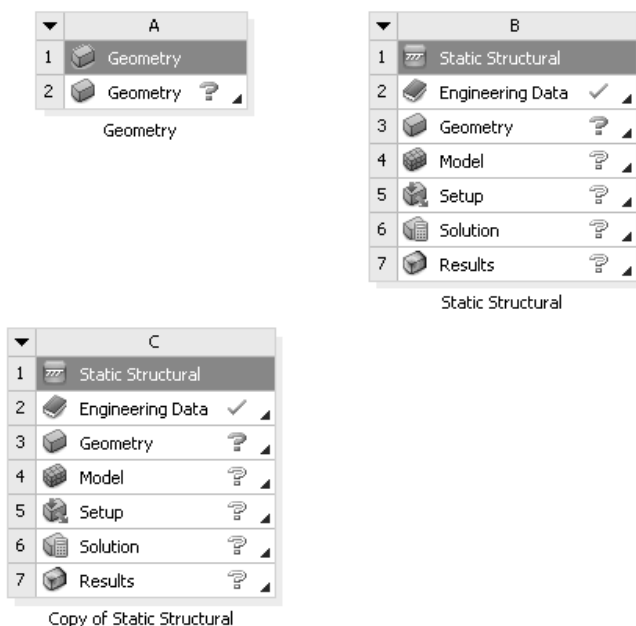 A
1 Geometry
2 Geometry ?
Geometry
B
1 Static Structural
2 Engineering Data ✓
3 Geometry ?
4 Model ?
5 Setup ?
6 Solution ?
7 Results ?
Static Structural
C
1 Static Structural
2 Engineering Data ✓
3 Geometry ?
4 Model ?
5 Setup ?
6 Solution ?
7 Results ?
Copy of Static Structural